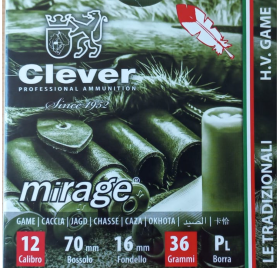 Clever
PROFESSIONAL AMMUNITION
Since 1952
mirage®
GAME | CACCIA | JAGD | CHASSE | CAZA | OKHOTA | الصيد | 卡恰
12 70 mm 16 mm 36 PL
Calibro Bossolo Fondello Grammi Borra
LE TRADIZIONALI
H.V. GAME